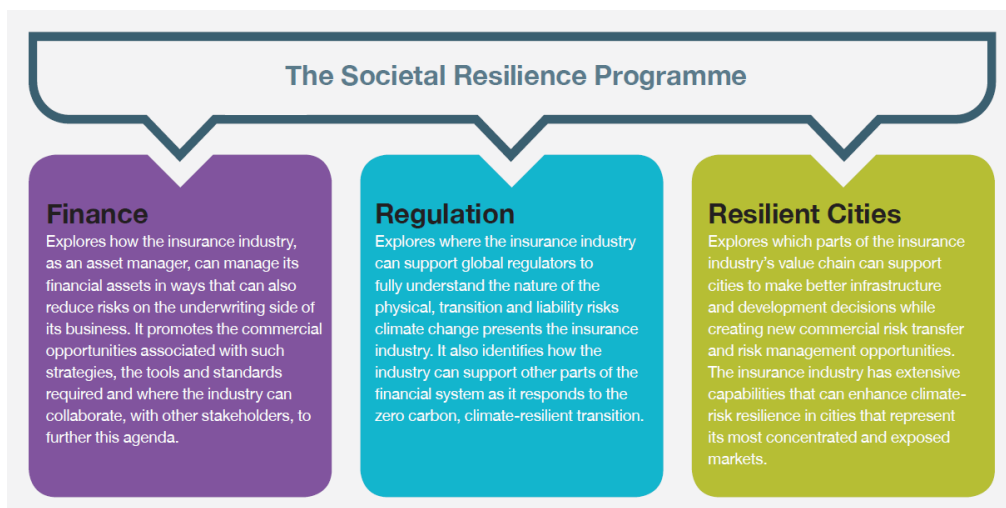 The Societal Resilience Programme
Finance
Explores how the insurance industry,
as an asset manager, can manage its
financial assets in ways that can also
reduce risks on the underwriting side of
its business. It promotes the commercial
opportunities associated with such
strategies, the tools and standards
required and where the industry can
collaborate, with other stakeholders, to
further this agenda.
Regulation
Explores where the insurance industry
can support global regulators to
fully understand the nature of the
physical, transition and liability risks
climate change presents the insurance
industry. It also identifies how the
industry can support other parts of the
financial system as it responds to the
zero carbon, climate-resilient transition.
Resilient Cities
Explores which parts of the insurance
industry’s value chain can support
cities to make better infrastructure
and development decisions while
creating new commercial risk transfer
and risk management opportunities.
The insurance industry has extensive
capabilities that can enhance climate-
risk resilience in cities that represent
its most concentrated and exposed
markets.